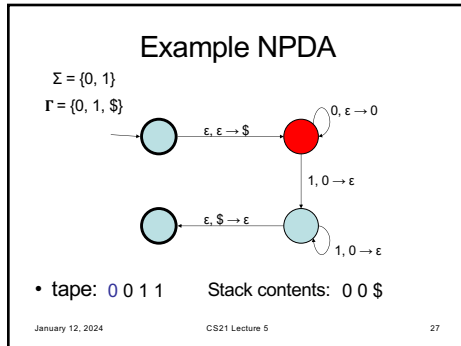 Example NPDA
Σ = {0, 1}
Γ = {0, 1, $}
0, ε → 0
ε, ε → $
1, 0 → ε
ε, $ → ε
1, 0 → ε
• tape: 0 0 1 1 Stack contents: 0 0 $
January 12, 2024 CS21 Lecture 5 27